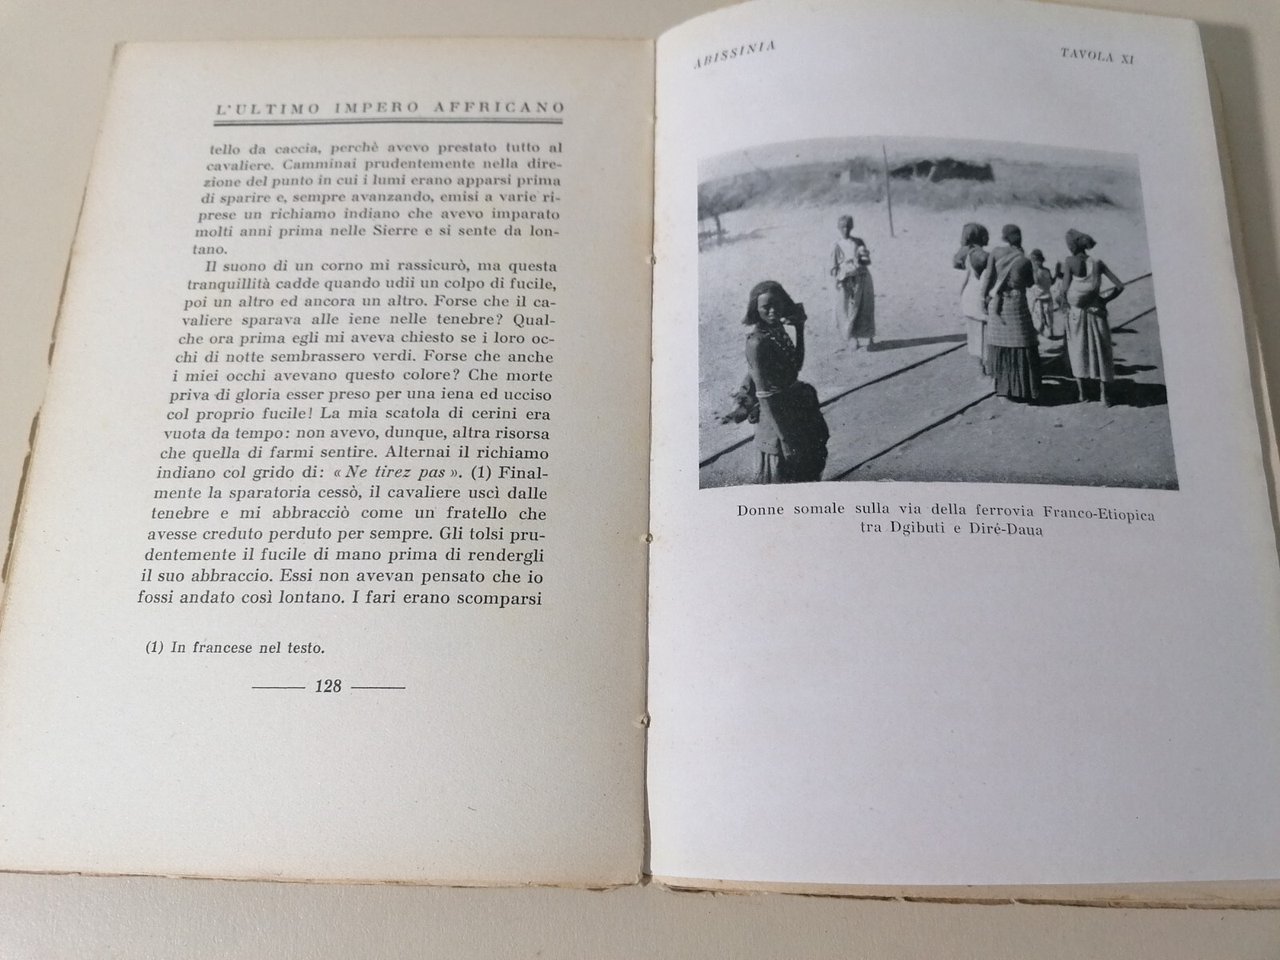 L'ULTIMO IMPERO AFFRICANO
tello da caccia, perchè avevo prestato tutto al
cavaliere. Camminai prudentemente nella dire-
zione del punto in cui i lumi erano apparsi prima
di sparire e, sempre avanzando, emisi a varie ri-
prese un richiamo indiano che avevo imparato
molti anni prima nelle Sierre e si sente da lon-
tano.
Il suono di un corno mi rassicurò, ma questa
tranquillità cadde quando udii un colpo di fucile,
poi un altro ed ancora un altro. Forse che il ca-
valiere sparava alle iene nelle tenebre? Qual-
che ora prima egli mi aveva chiesto se i loro oc-
chi di notte sembrassero verdi. Forse che anche
i miei occhi avevano questo colore? Che morte
priva di gloria esser preso per una iena ed ucciso
col proprio fucile! La mia scatola di cerini era
vuota da tempo: non avevo, dunque, altra risorsa
che quella di farmi sentire. Alternai il richiamo
indiano col grido di: « Ne tirez pas ». (1) Final-
mente la sparatoria cessò, il cavaliere uscì dalle
tenebre e mi abbracciò come un fratello che
avesse creduto perduto per sempre. Gli tolsi pru-
dentemente il fucile di mano prima di rendergli
il suo abbraccio. Essi non avevan pensato che io
fossi andato così lontano. I fari erano scomparsi
(1) In francese nel testo.
128
ABISSINIA
TAVOLA XI
Donne somale sulla via della ferrovia Franco-Etiopica
tra Dgibuti e Diré-Daua